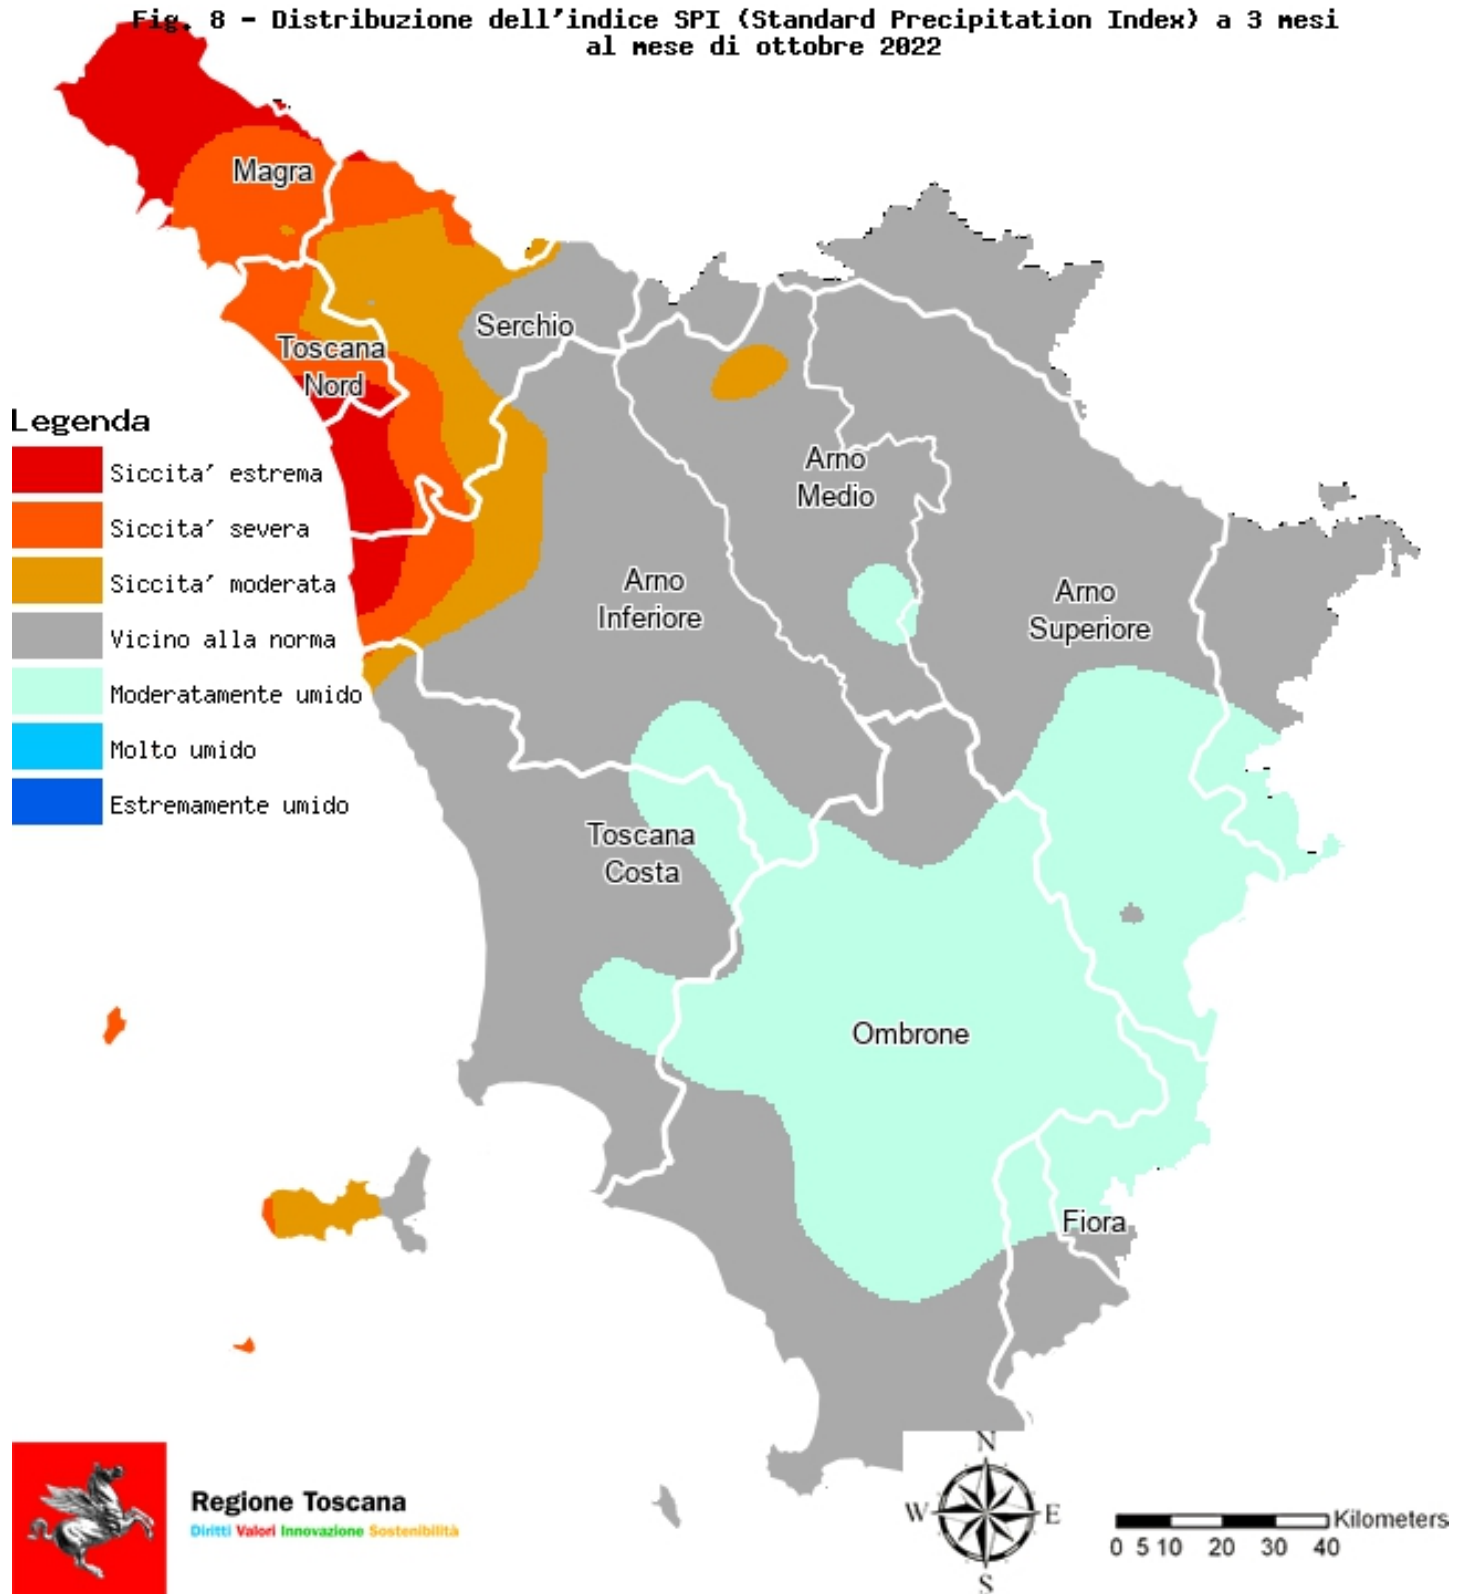 Fig. 8 - Distribuzione dell'indice SPI (Standard Precipitation Index) a 3 mesi
al mese di ottobre 2022
Magra
Serchio
Toscana
Nord
Legenda
Siccita' estrema
Siccita' severa
Siccita' moderata
Vicino alla norma
Moderatamente umido
Molto umido
Estremamente umido
Arno
Medio
Arno
Inferiore
Arno
Superiore
Toscana
Costa
Ombrone
Fiora
Regione Toscana
Diritti Valori Innovazione Sostenibilità
N
W E
S
Kilometers
0 5 10 20 30 40